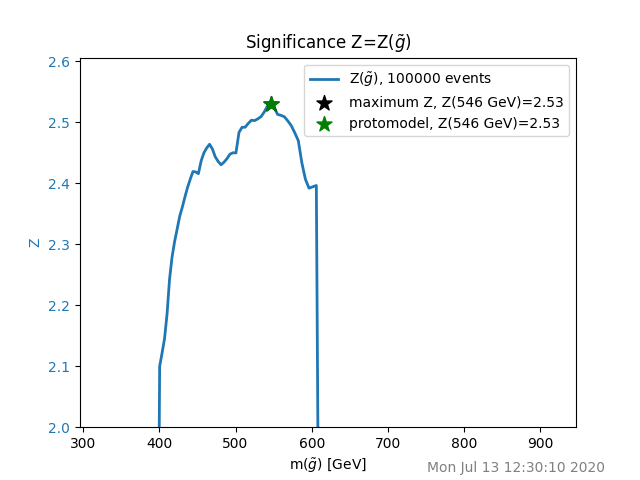 Significance Z=Z(g̃)
Z(g̃), 100000 events
maximum Z, Z(546 GeV)=2.53
protomodel, Z(546 GeV)=2.53
2.6
2.5
2.4
2.3
2.2
2.1
2.0
Z
300 400 500 600 700 800 900
m(g̃) [GeV]
Mon Jul 13 12:30:10 2020